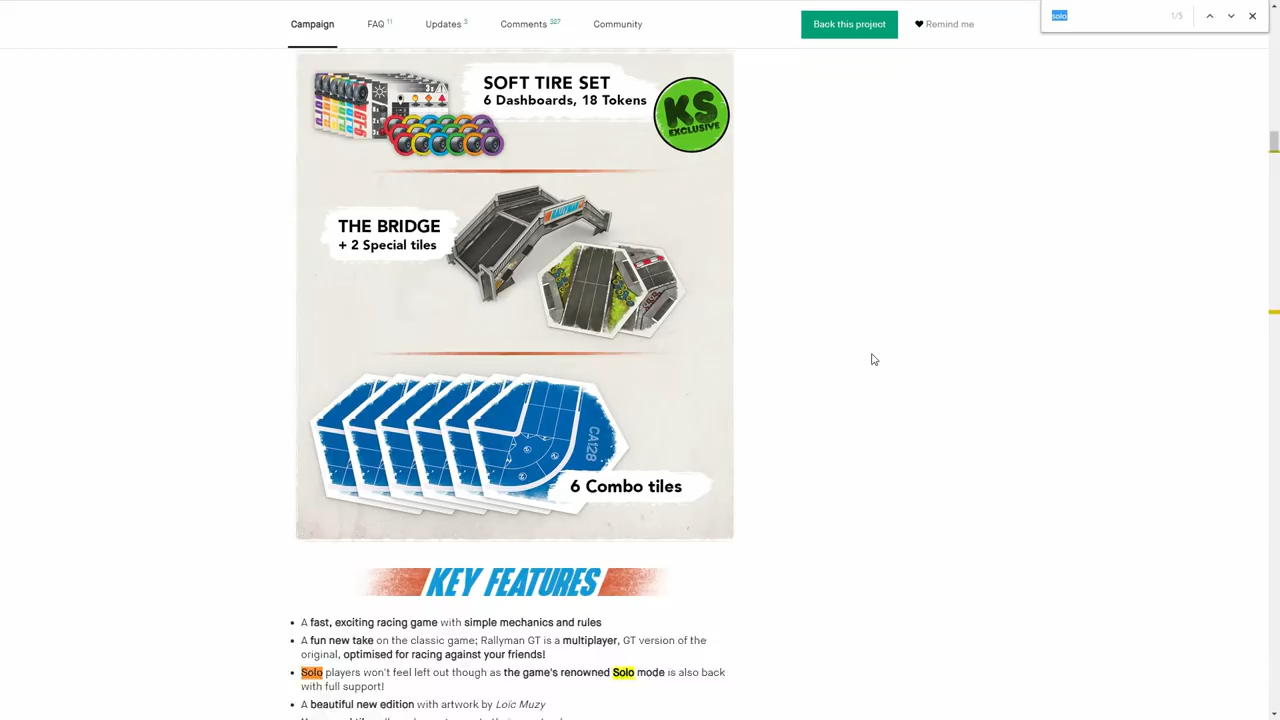 Campaign FAQ 11 Updates 3 Comments 327 Community Back this project Remind me
solo 1/5
SOFT TIRE SET
6 Dashboards, 18 Tokens
KS
EXCLUSIVE
THE BRIDGE
+ 2 Special tiles
RALLYMAN
CA128
6 Combo tiles
KEY FEATURES
• A fast, exciting racing game with simple mechanics and rules
• A fun new take on the classic game; Rallyman GT is a multiplayer, GT version of the
original, optimised for racing against your friends!
• Solo players won't feel left out though as the game's renowned Solo mode is also back
with full support!
• A beautiful new edition with artwork by Loïc Muzy